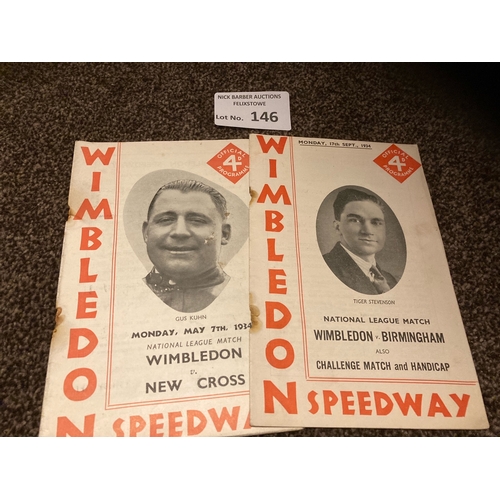 NICK BARBER AUCTIONS
FELIXSTOWE
Lot No. 146
WIMBLEDON
OFFICIAL
4D
PROGRAMME
GUS KUHN
MONDAY, MAY 7TH. 1934
NATIONAL LEAGUE MATCH
WIMBLEDON
v.
NEW CROSS
SPEEDWA
MONDAY, 17th SEPT., 1934
WIMBLEDON
OFFICIAL
4D
PROGRAMME
TIGER STEVENSON
NATIONAL LEAGUE MATCH
WIMBLEDON v. BIRMINGHAM
ALSO
CHALLENGE MATCH and HANDICAP
SPEEDWAY